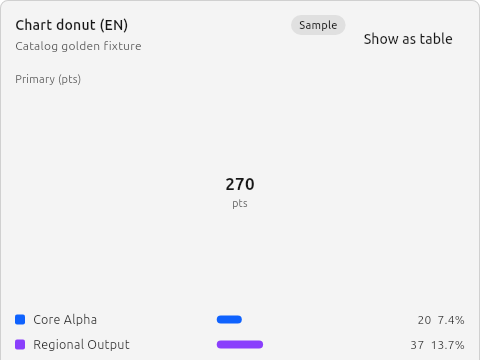 Chart donut (EN)
Sample
Show as table
Catalog golden fixture
Primary (pts)
270
pts
Core Alpha 20 7.4%
Regional Output 37 13.7%